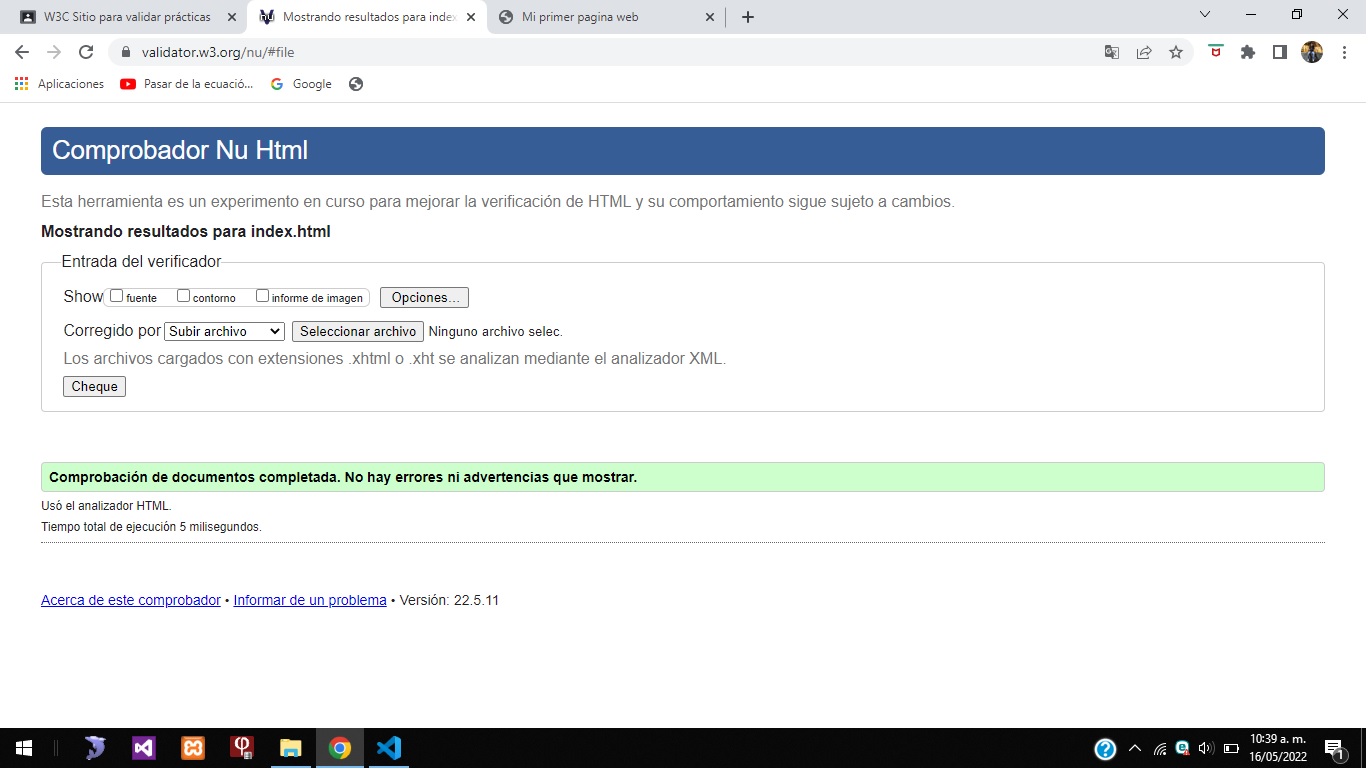 W3C Sitio para validar prácticas
Mostrando resultados para index
Mi primer pagina web
validator.w3.org/nu/#file
Aplicaciones
Pasar de la ecuació...
Google
Comprobador Nu Html
Esta herramienta es un experimento en curso para mejorar la verificación de HTML y su comportamiento sigue sujeto a cambios.
Mostrando resultados para index.html
Entrada del verificador
Show fuente contorno informe de imagen Opciones...
Corregido por Subir archivo Seleccionar archivo Ninguno archivo selec.
Los archivos cargados con extensiones .xhtml o .xht se analizan mediante el analizador XML.
Cheque
Comprobación de documentos completada. No hay errores ni advertencias que mostrar.
Usó el analizador HTML.
Tiempo total de ejecución 5 milisegundos.
Acerca de este comprobador • Informar de un problema • Versión: 22.5.11
10:39 a. m.
16/05/2022
1